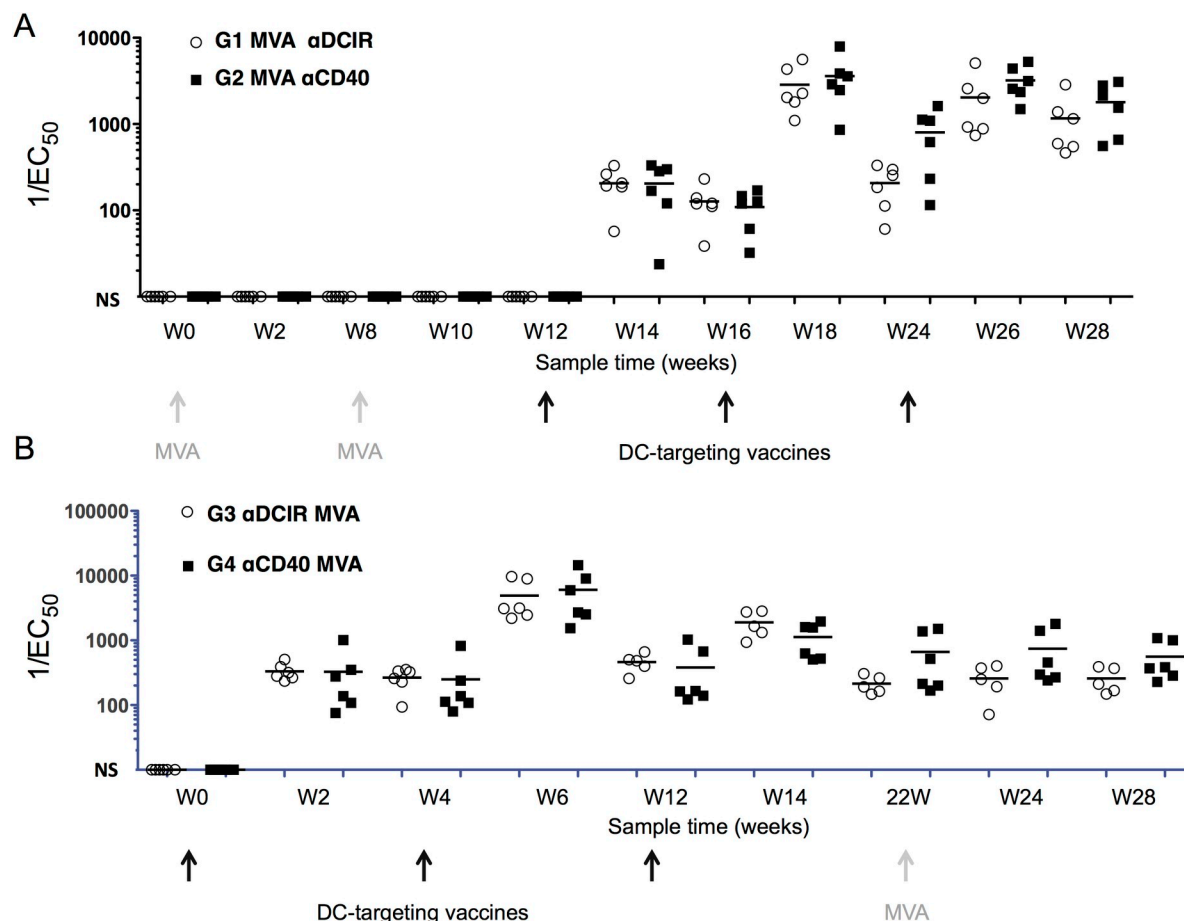 A
10000
1000
100
NS
1/EC50
G1 MVA αDCIR
G2 MVA αCD40
W0 W2 W8 W10 W12 W14 W16 W18 W24 W26 W28
Sample time (weeks)
MVA MVA DC-targeting vaccines
B
100000
10000
1000
100
NS
1/EC50
G3 αDCIR MVA
G4 αCD40 MVA
W0 W2 W4 W6 W12 W14 22W W24 W28
Sample time (weeks)
DC-targeting vaccines MVA